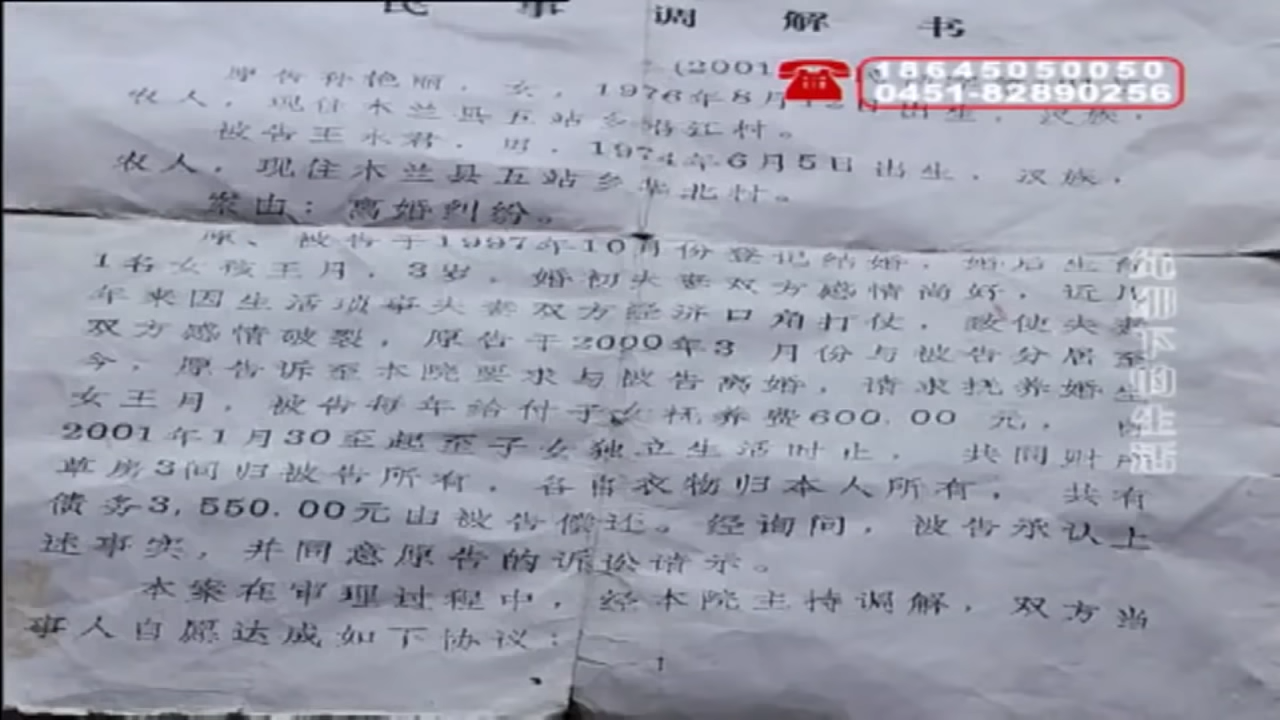 民事调解书
(2001
18645050050
0451-82890256
原告孙艳丽，女，1976年8月12日出生，汉族，
农人，现住木兰县五站乡沿江村。
被告王永君，男，1974年6月5日出生，汉族，
农人，现住木兰县五站乡华北村。
案由：离婚纠纷。
原、被告于1997年10月份登记结婚，婚后生育
1名女孩王月，3岁，婚初夫妻双方感情尚好，近几
年来因生活琐事夫妻双方经济口角打仗，致使夫妻
双方感情破裂，原告于2000年3月份与被告分居至
今，原告诉至本院要求与被告离婚，请求抚养婚生
女王月，被告每年给付子女抚养费600.00元，由
2001年1月30至起至子女独立生活时止，共同财产
草房3间归被告所有，各自衣物归本人所有，共有
债务3,550.00元由被告偿还。经询问，被告承认上
述事实，并同意原告的诉讼请示。
本案在审理过程中，经本院主持调解，双方当
事人自愿达成如下协议：
1
下的生活